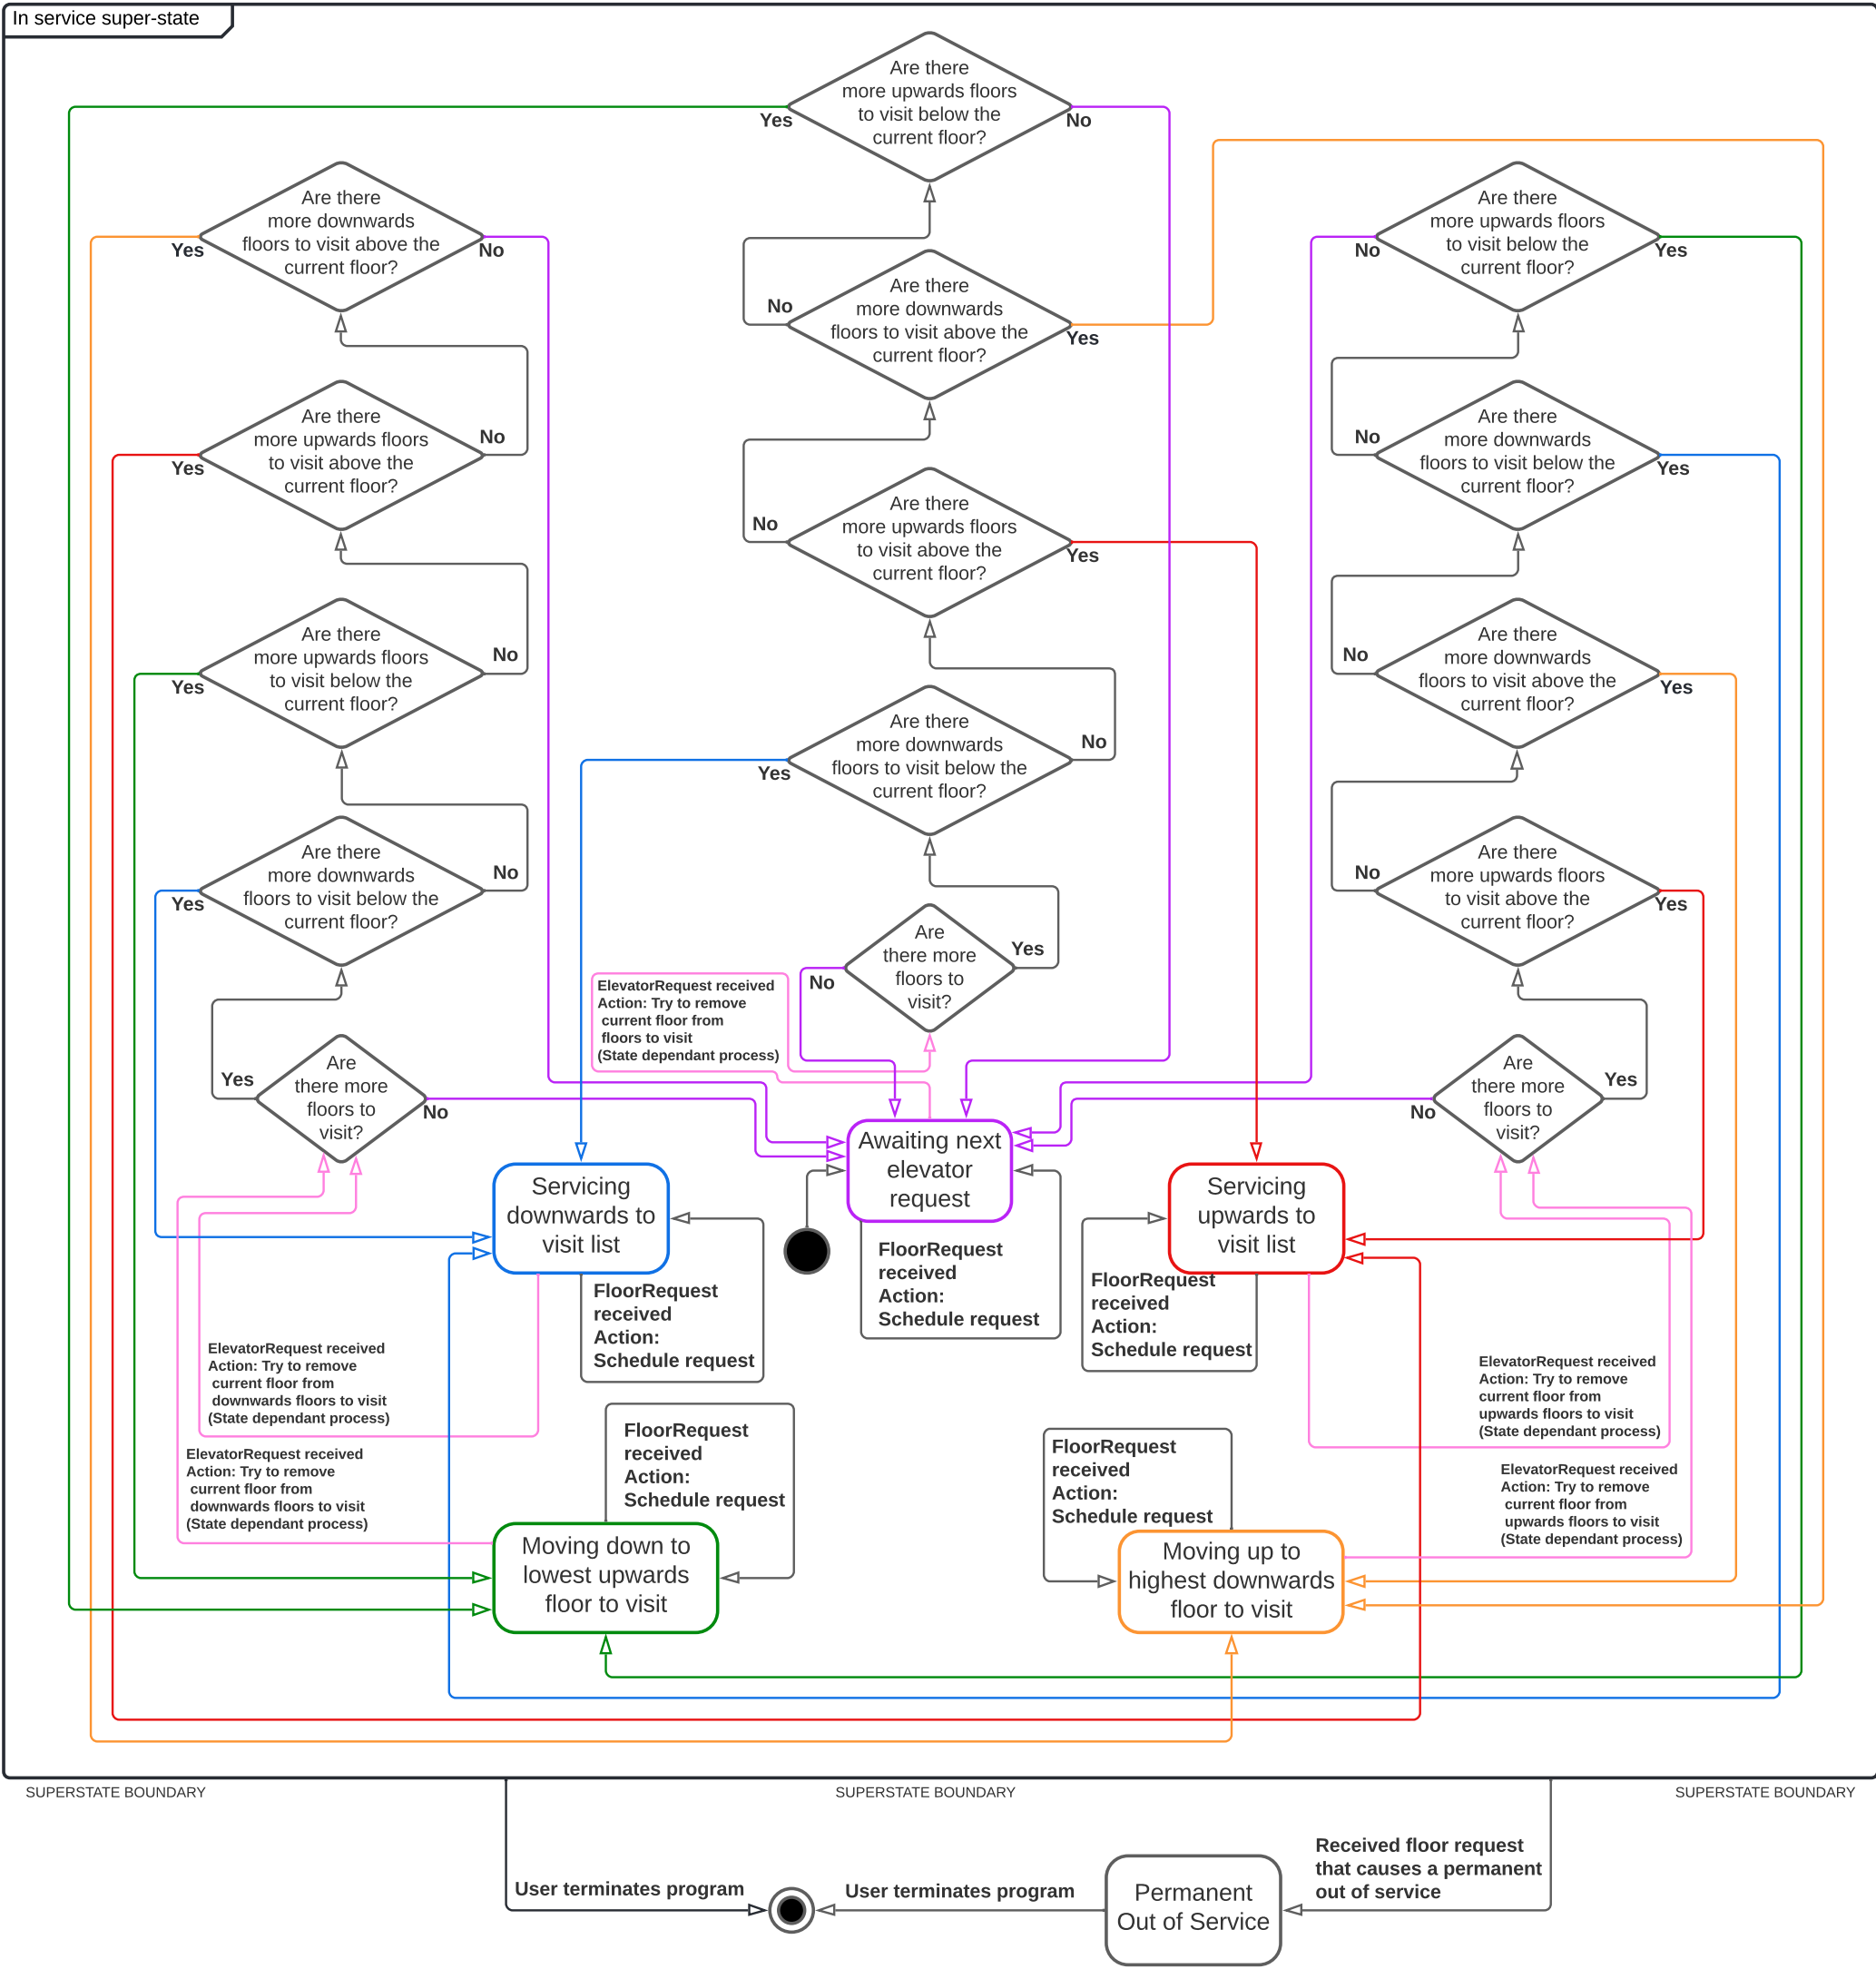 In service super-state
Are there
more upwards floors
to visit below the
current floor?
Yes
No
Are there
more downwards
floors to visit above the
current floor?
Yes
No
Are there
more downwards
floors to visit above the
current floor?
No
Yes
Are there
more upwards floors
to visit below the
current floor?
No
Yes
Are there
more upwards floors
to visit above the
current floor?
Yes
No
Are there
more upwards floors
to visit above the
current floor?
No
Yes
Are there
more downwards
floors to visit below the
current floor?
No
Yes
Are there
more upwards floors
to visit below the
current floor?
Yes
No
Are there
more downwards
floors to visit below the
current floor?
Yes
No
Are there
more downwards
floors to visit above the
current floor?
No
Yes
Are there
more downwards
floors to visit below the
current floor?
Yes
No
Are
there more
floors to
visit?
No
Yes
Are there
more upwards floors
to visit above the
current floor?
No
Yes
ElevatorRequest received
Action: Try to remove
current floor from
floors to visit
(State dependant process)
Are
there more
floors to
visit?
Yes
No
Are
there more
floors to
visit?
No
Yes
Servicing
downwards to
visit list
Awaiting next
elevator
request
Servicing
upwards to
visit list
FloorRequest
received
Action:
Schedule request
FloorRequest
received
Action:
Schedule request
FloorRequest
received
Action:
Schedule request
ElevatorRequest received
Action: Try to remove
current floor from
downwards floors to visit
(State dependant process)
ElevatorRequest received
Action: Try to remove
current floor from
upwards floors to visit
(State dependant process)
ElevatorRequest received
Action: Try to remove
current floor from
downwards floors to visit
(State dependant process)
FloorRequest
received
Action:
Schedule request
FloorRequest
received
Action:
Schedule request
ElevatorRequest received
Action: Try to remove
current floor from
upwards floors to visit
(State dependant process)
Moving down to
lowest upwards
floor to visit
Moving up to
highest downwards
floor to visit
SUPERSTATE BOUNDARY
SUPERSTATE BOUNDARY
SUPERSTATE BOUNDARY
User terminates program
User terminates program
Permanent
Out of Service
Received floor request
that causes a permanent
out of service